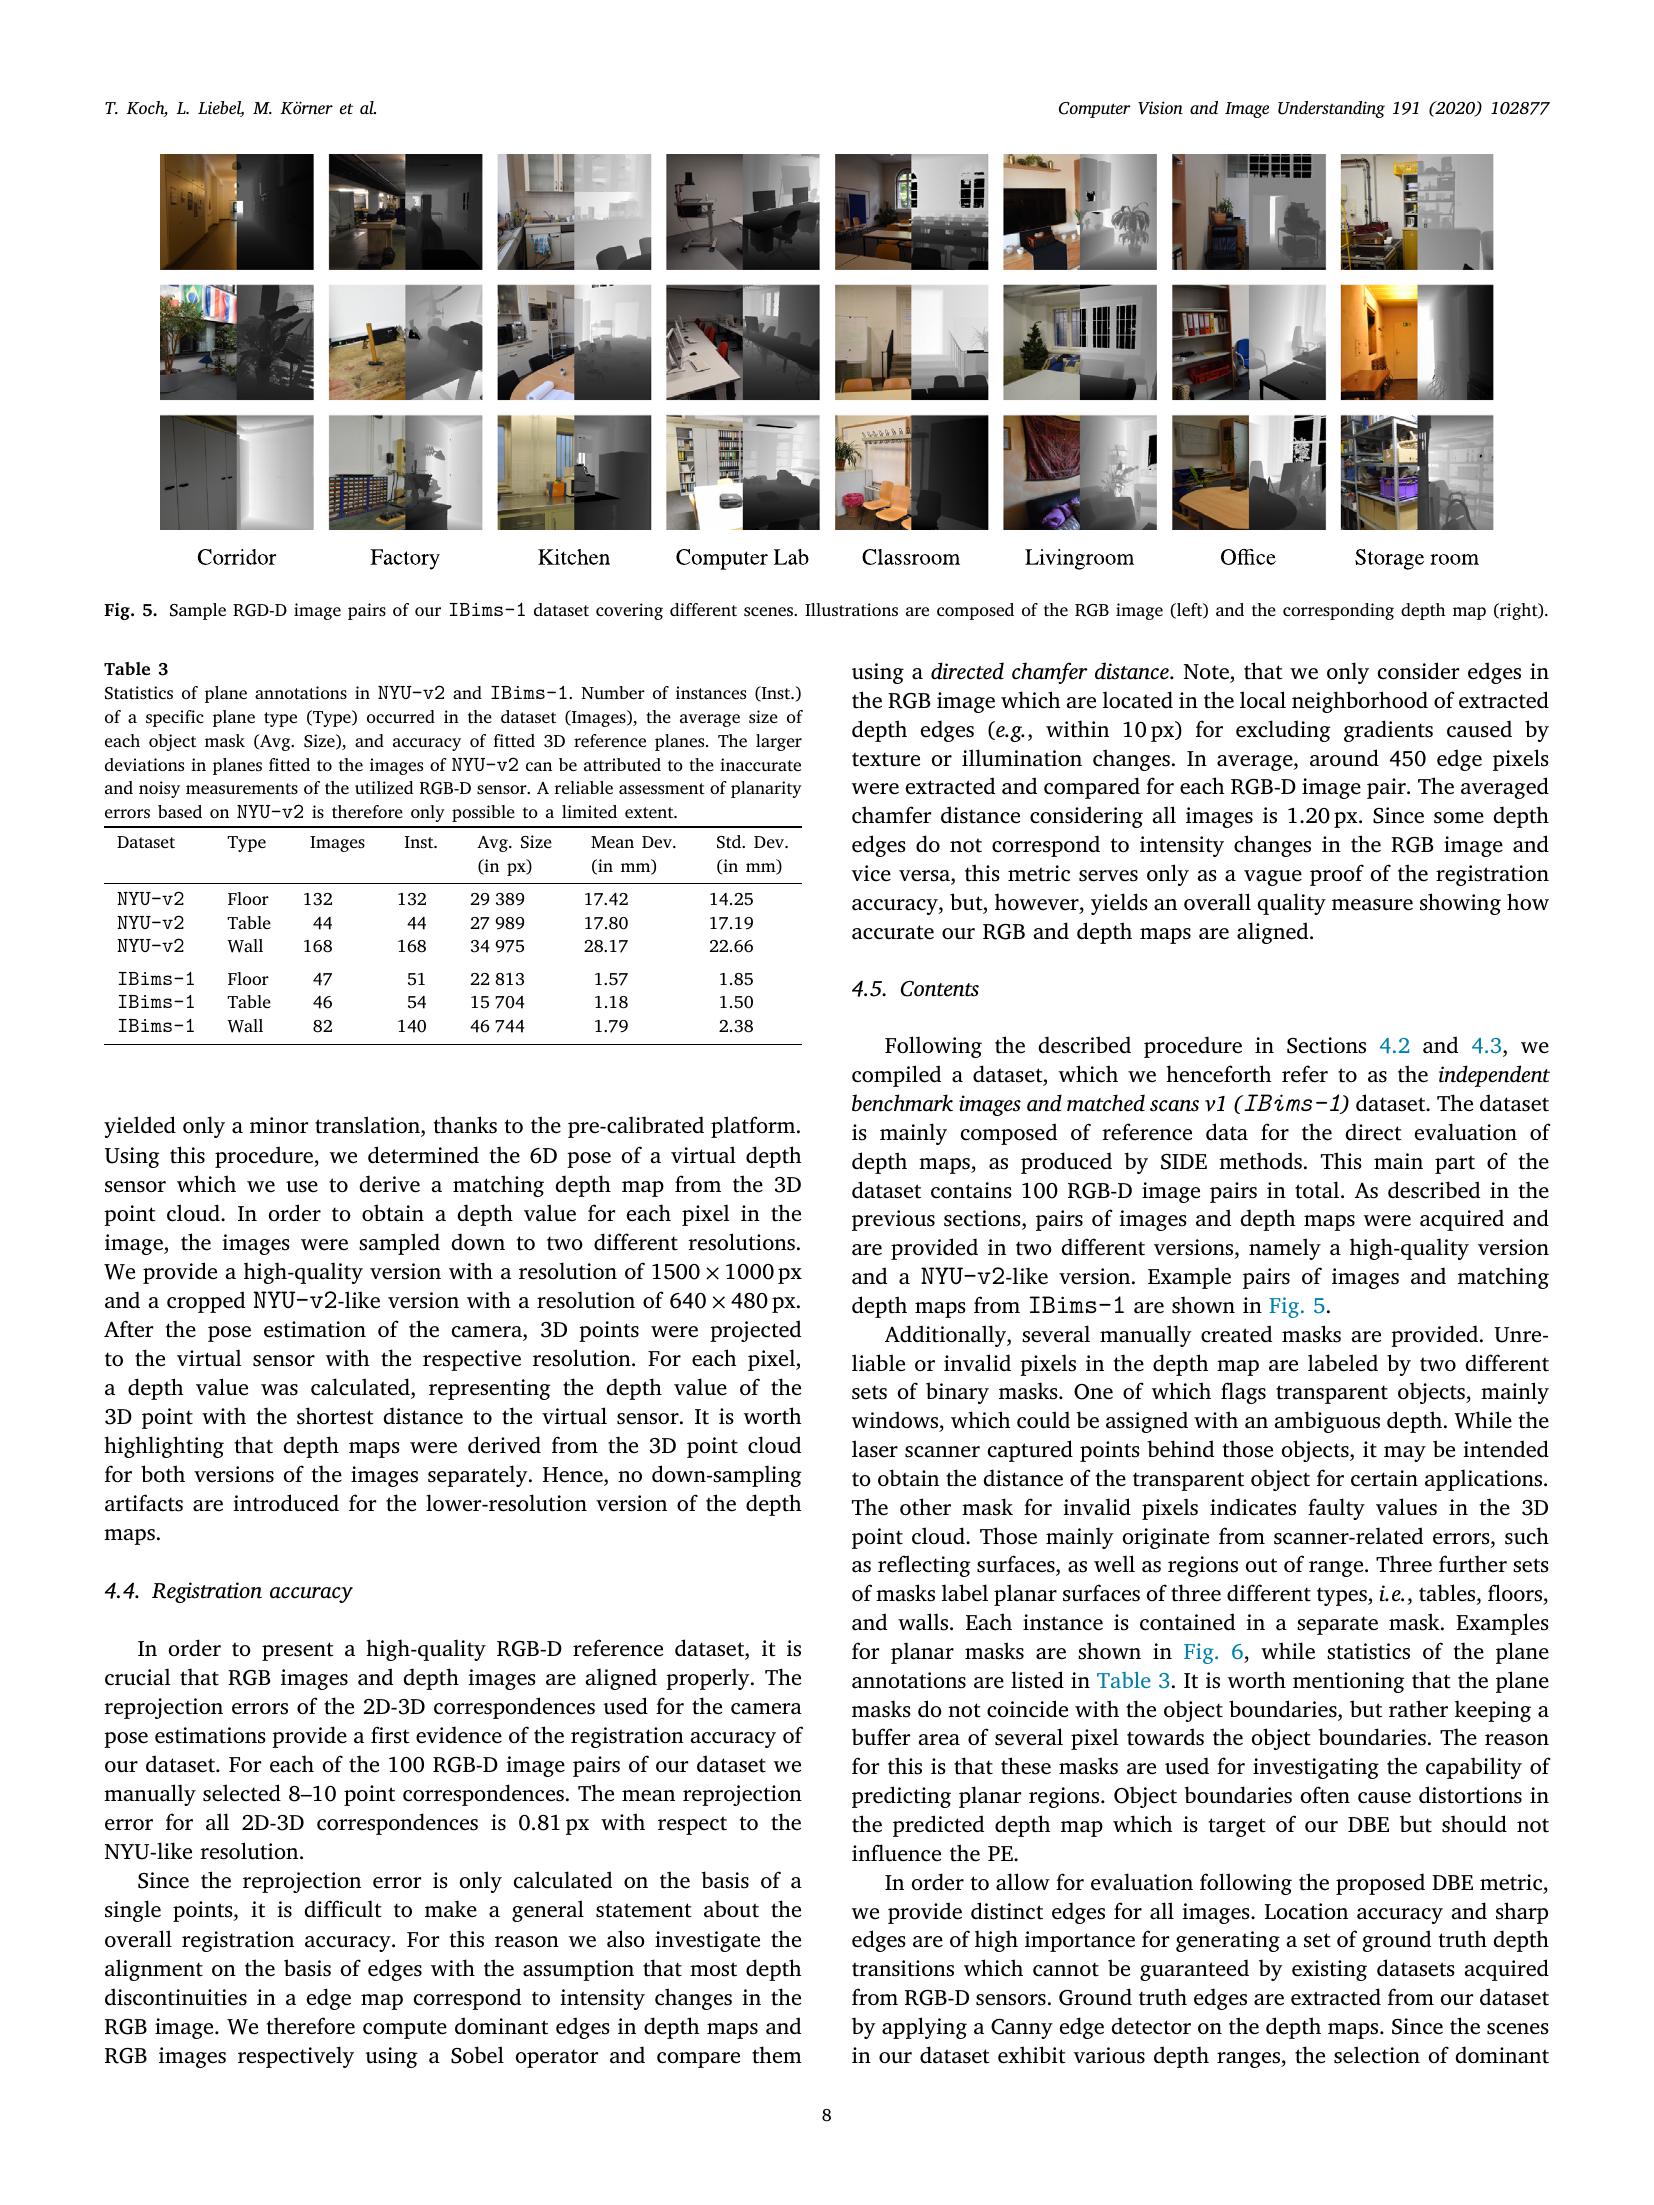 T. Koch, L. Liebel, M. Körner et al.
Computer Vision and Image Understanding 191 (2020) 102877
Corridor Factory Kitchen Computer Lab Classroom Livingroom Office Storage room
Fig. 5. Sample RGD-D image pairs of our IBims-1 dataset covering different scenes. Illustrations are composed of the RGB image (left) and the corresponding depth map (right).
Table 3
Statistics of plane annotations in NYU-v2 and IBims-1. Number of instances (Inst.)
of a specific plane type (Type) occurred in the dataset (Images), the average size of
each object mask (Avg. Size), and accuracy of fitted 3D reference planes. The larger
deviations in planes fitted to the images of NYU-v2 can be attributed to the inaccurate
and noisy measurements of the utilized RGB-D sensor. A reliable assessment of planarity
errors based on NYU-v2 is therefore only possible to a limited extent.
Dataset Type Images Inst. Avg. Size Mean Dev. Std. Dev.
(in px) (in mm) (in mm)
NYU-v2 Floor 132 132 29 389 17.42 14.25
NYU-v2 Table 44 44 27 989 17.80 17.19
NYU-v2 Wall 168 168 34 975 28.17 22.66
IBims-1 Floor 47 51 22 813 1.57 1.85
IBims-1 Table 46 54 15 704 1.18 1.50
IBims-1 Wall 82 140 46 744 1.79 2.38
yielded only a minor translation, thanks to the pre-calibrated platform.
Using this procedure, we determined the 6D pose of a virtual depth
sensor which we use to derive a matching depth map from the 3D
point cloud. In order to obtain a depth value for each pixel in the
image, the images were sampled down to two different resolutions.
We provide a high-quality version with a resolution of 1500 × 1000 px
and a cropped NYU-v2-like version with a resolution of 640 × 480 px.
After the pose estimation of the camera, 3D points were projected
to the virtual sensor with the respective resolution. For each pixel,
a depth value was calculated, representing the depth value of the
3D point with the shortest distance to the virtual sensor. It is worth
highlighting that depth maps were derived from the 3D point cloud
for both versions of the images separately. Hence, no down-sampling
artifacts are introduced for the lower-resolution version of the depth
maps.
4.4. Registration accuracy
In order to present a high-quality RGB-D reference dataset, it is
crucial that RGB images and depth images are aligned properly. The
reprojection errors of the 2D-3D correspondences used for the camera
pose estimations provide a first evidence of the registration accuracy of
our dataset. For each of the 100 RGB-D image pairs of our dataset we
manually selected 8–10 point correspondences. The mean reprojection
error for all 2D-3D correspondences is 0.81 px with respect to the
NYU-like resolution.
Since the reprojection error is only calculated on the basis of a
single points, it is difficult to make a general statement about the
overall registration accuracy. For this reason we also investigate the
alignment on the basis of edges with the assumption that most depth
discontinuities in a edge map correspond to intensity changes in the
RGB image. We therefore compute dominant edges in depth maps and
RGB images respectively using a Sobel operator and compare them
using a directed chamfer distance. Note, that we only consider edges in
the RGB image which are located in the local neighborhood of extracted
depth edges (e.g., within 10 px) for excluding gradients caused by
texture or illumination changes. In average, around 450 edge pixels
were extracted and compared for each RGB-D image pair. The averaged
chamfer distance considering all images is 1.20 px. Since some depth
edges do not correspond to intensity changes in the RGB image and
vice versa, this metric serves only as a vague proof of the registration
accuracy, but, however, yields an overall quality measure showing how
accurate our RGB and depth maps are aligned.
4.5. Contents
Following the described procedure in Sections 4.2 and 4.3, we
compiled a dataset, which we henceforth refer to as the independent
benchmark images and matched scans v1 (IBims-1) dataset. The dataset
is mainly composed of reference data for the direct evaluation of
depth maps, as produced by SIDE methods. This main part of the
dataset contains 100 RGB-D image pairs in total. As described in the
previous sections, pairs of images and depth maps were acquired and
are provided in two different versions, namely a high-quality version
and a NYU-v2-like version. Example pairs of images and matching
depth maps from IBims-1 are shown in Fig. 5.
Additionally, several manually created masks are provided. Unre-
liable or invalid pixels in the depth map are labeled by two different
sets of binary masks. One of which flags transparent objects, mainly
windows, which could be assigned with an ambiguous depth. While the
laser scanner captured points behind those objects, it may be intended
to obtain the distance of the transparent object for certain applications.
The other mask for invalid pixels indicates faulty values in the 3D
point cloud. Those mainly originate from scanner-related errors, such
as reflecting surfaces, as well as regions out of range. Three further sets
of masks label planar surfaces of three different types, i.e., tables, floors,
and walls. Each instance is contained in a separate mask. Examples
for planar masks are shown in Fig. 6, while statistics of the plane
annotations are listed in Table 3. It is worth mentioning that the plane
masks do not coincide with the object boundaries, but rather keeping a
buffer area of several pixel towards the object boundaries. The reason
for this is that these masks are used for investigating the capability of
predicting planar regions. Object boundaries often cause distortions in
the predicted depth map which is target of our DBE but should not
influence the PE.
In order to allow for evaluation following the proposed DBE metric,
we provide distinct edges for all images. Location accuracy and sharp
edges are of high importance for generating a set of ground truth depth
transitions which cannot be guaranteed by existing datasets acquired
from RGB-D sensors. Ground truth edges are extracted from our dataset
by applying a Canny edge detector on the depth maps. Since the scenes
in our dataset exhibit various depth ranges, the selection of dominant
8